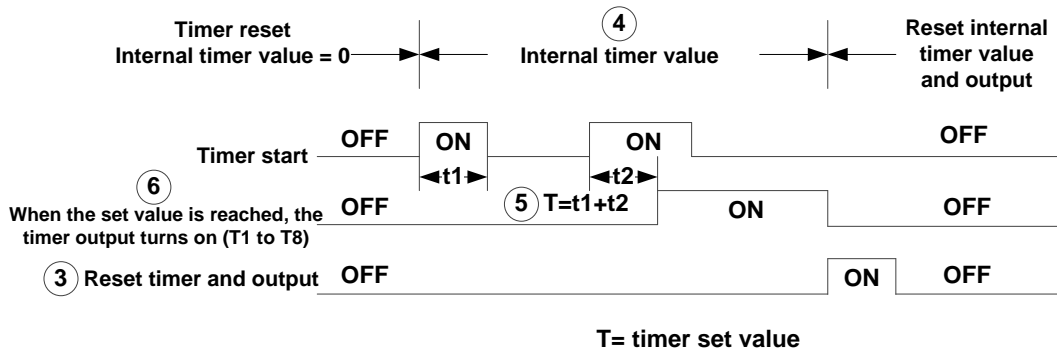 Timer reset
Internal timer value = 0
4
Internal timer value
Reset internal
timer value
and output
Timer start
OFF
ON
ON
OFF
t1
t2
6
When the set value is reached, the
timer output turns on (T1 to T8)
OFF
5 T=t1+t2
ON
OFF
3 Reset timer and output
OFF
ON
OFF
T= timer set value